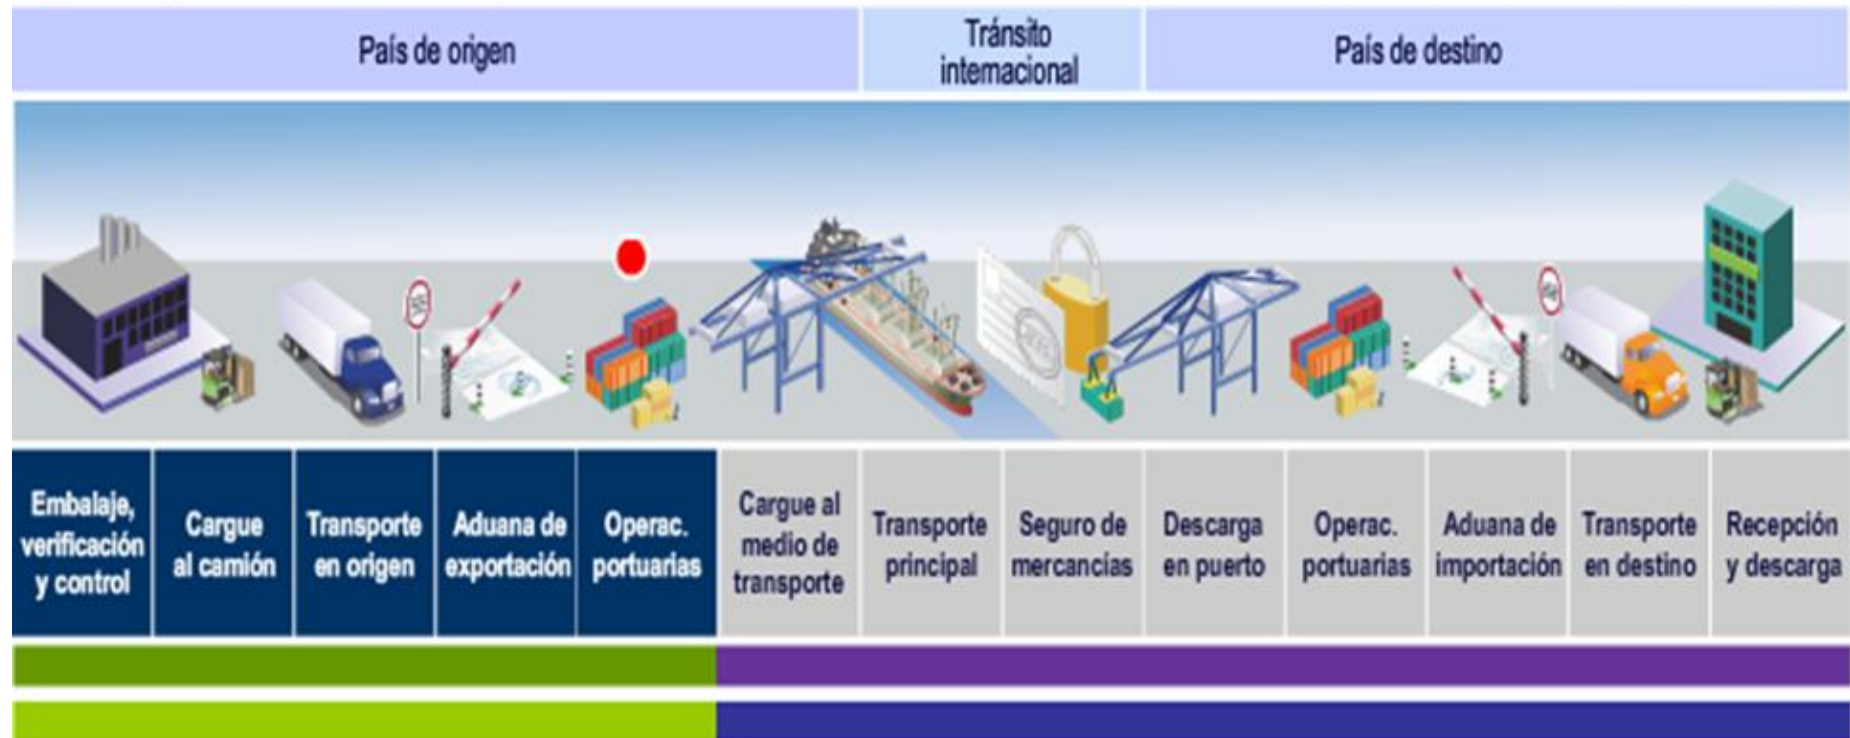 País de origen
Tránsito
internacional
País de destino
Embalaje,
verificación
y control
Cargue
al camión
Transporte
en origen
Aduana de
exportación
Operac.
portuarias
Cargue al
medio de
transporte
Transporte
principal
Seguro de
mercancías
Descarga
en puerto
Operac.
portuarias
Aduana de
importación
Transporte
en destino
Recepción
y descarga